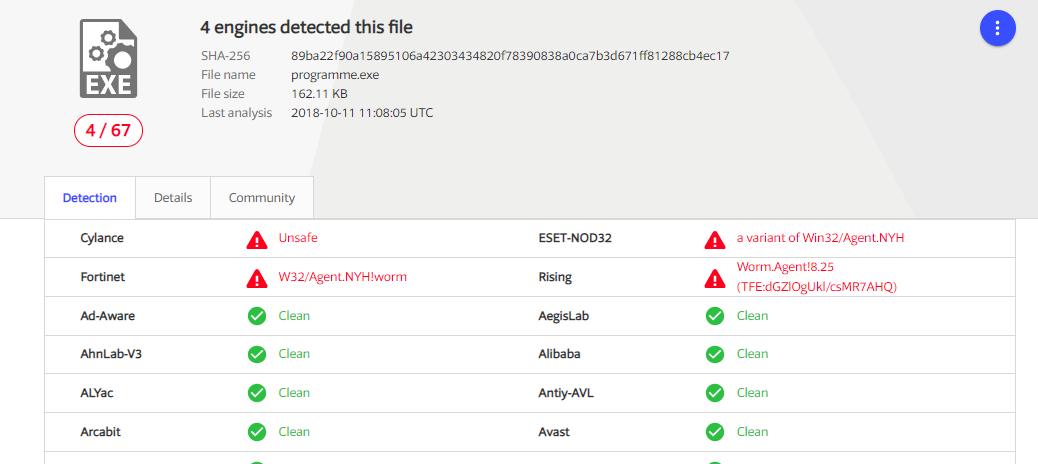 4 engines detected this file
SHA-256 89ba22f90a15895106a42303434820f78390838a0ca7b3d671ff81288cb4ec17
File name programme.exe
File size 162.11 KB
Last analysis 2018-10-11 11:08:05 UTC
EXE
4 / 67
Detection Details Community
Cylance Unsafe ESET-NOD32 a variant of Win32/Agent.NYH
Fortinet W32/Agent.NYH!worm Rising Worm.Agent!8.25
(TFE:dGZlOgUkl/csMR7AHQ)
Ad-Aware Clean AegisLab Clean
AhnLab-V3 Clean Alibaba Clean
ALYac Clean Antiy-AVL Clean
Arcabit Clean Avast Clean